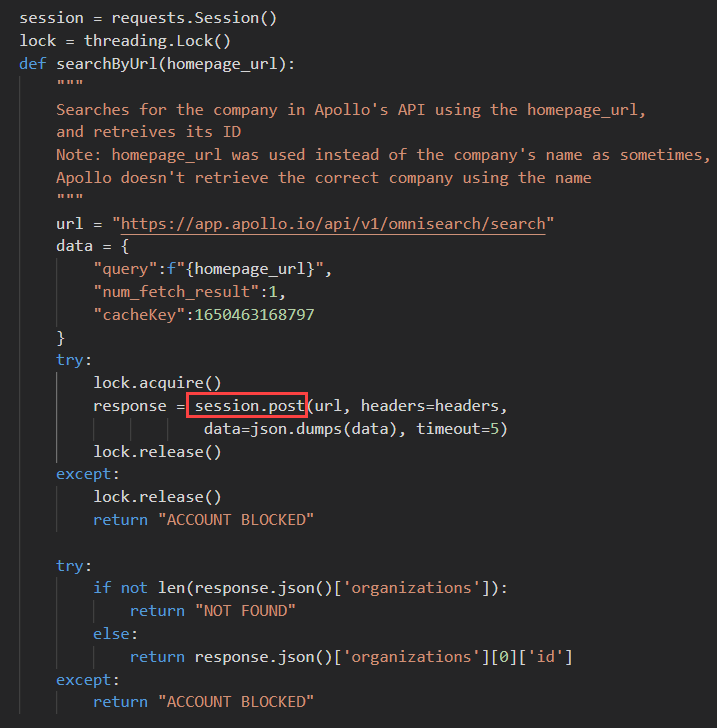 session = requests.Session()
lock = threading.Lock()
def searchByUrl(homepage_url):
    """
    Searches for the company in Apollo's API using the homepage_url,
    and retreives its ID
    Note: homepage_url was used instead of the company's name as sometimes,
    Apollo doesn't retrieve the correct company using the name
    """
    url = "https://app.apollo.io/api/v1/omnisearch/search"
    data = {
        "query":f"{homepage_url}",
        "num_fetch_result":1,
        "cacheKey":1650463168797
    }
    try:
        lock.acquire()
        response = session.post(url, headers=headers,
                    data=json.dumps(data), timeout=5)
        lock.release()
    except:
        lock.release()
        return "ACCOUNT BLOCKED"

    try:
        if not len(response.json()['organizations']):
            return "NOT FOUND"
        else:
            return response.json()['organizations'][0]['id']
    except:
        return "ACCOUNT BLOCKED"